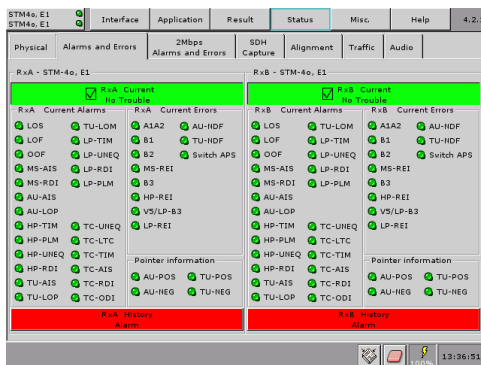 STM4o, E1
STM4o, E1
Interface
Application
Result
Status
Misc.
Help
4.2.
Physical
Alarms and Errors
2Mbps
Alarms and Errors
SDH
Capture
Alignment
Traffic
Audio
RxA - STM-4o, E1
RxA Current
No Trouble
RxA Current Alarms
LOS
TU-LOM
LOF
LP-TIM
OOF
LP-UNEQ
MS-AIS
LP-RDI
MS-RDI
LP-PLM
AU-AIS
AU-LOP
HP-TIM
TC-UNEQ
HP-PLM
TC-LTC
HP-UNEQ
TC-TIM
HP-RDI
TC-AIS
TU-AIS
TC-RDI
TU-LOP
TC-ODI
RxA Current Errors
A1A2
AU-NDF
B1
TU-NDF
B2
Switch APS
MS-REI
B3
HP-REI
V5/LP-B3
LP-REI
Pointer information
AU-POS
TU-POS
AU-NEG
TU-NEG
RxA History
Alarm
RxB - STM-4o, E1
RxB Current
No Trouble
RxB Current Alarms
LOS
TU-LOM
LOF
LP-TIM
OOF
LP-UNEQ
MS-AIS
LP-RDI
MS-RDI
LP-PLM
AU-AIS
AU-LOP
HP-TIM
TC-UNEQ
HP-PLM
TC-LTC
HP-UNEQ
TC-TIM
HP-RDI
TC-AIS
TU-AIS
TC-RDI
TU-LOP
TC-ODI
RxB Current Errors
A1A2
AU-NDF
B1
TU-NDF
B2
Switch APS
MS-REI
B3
HP-REI
V5/LP-B3
LP-REI
Pointer information
AU-POS
TU-POS
AU-NEG
TU-NEG
RxB History
Alarm
100%
13:36:51